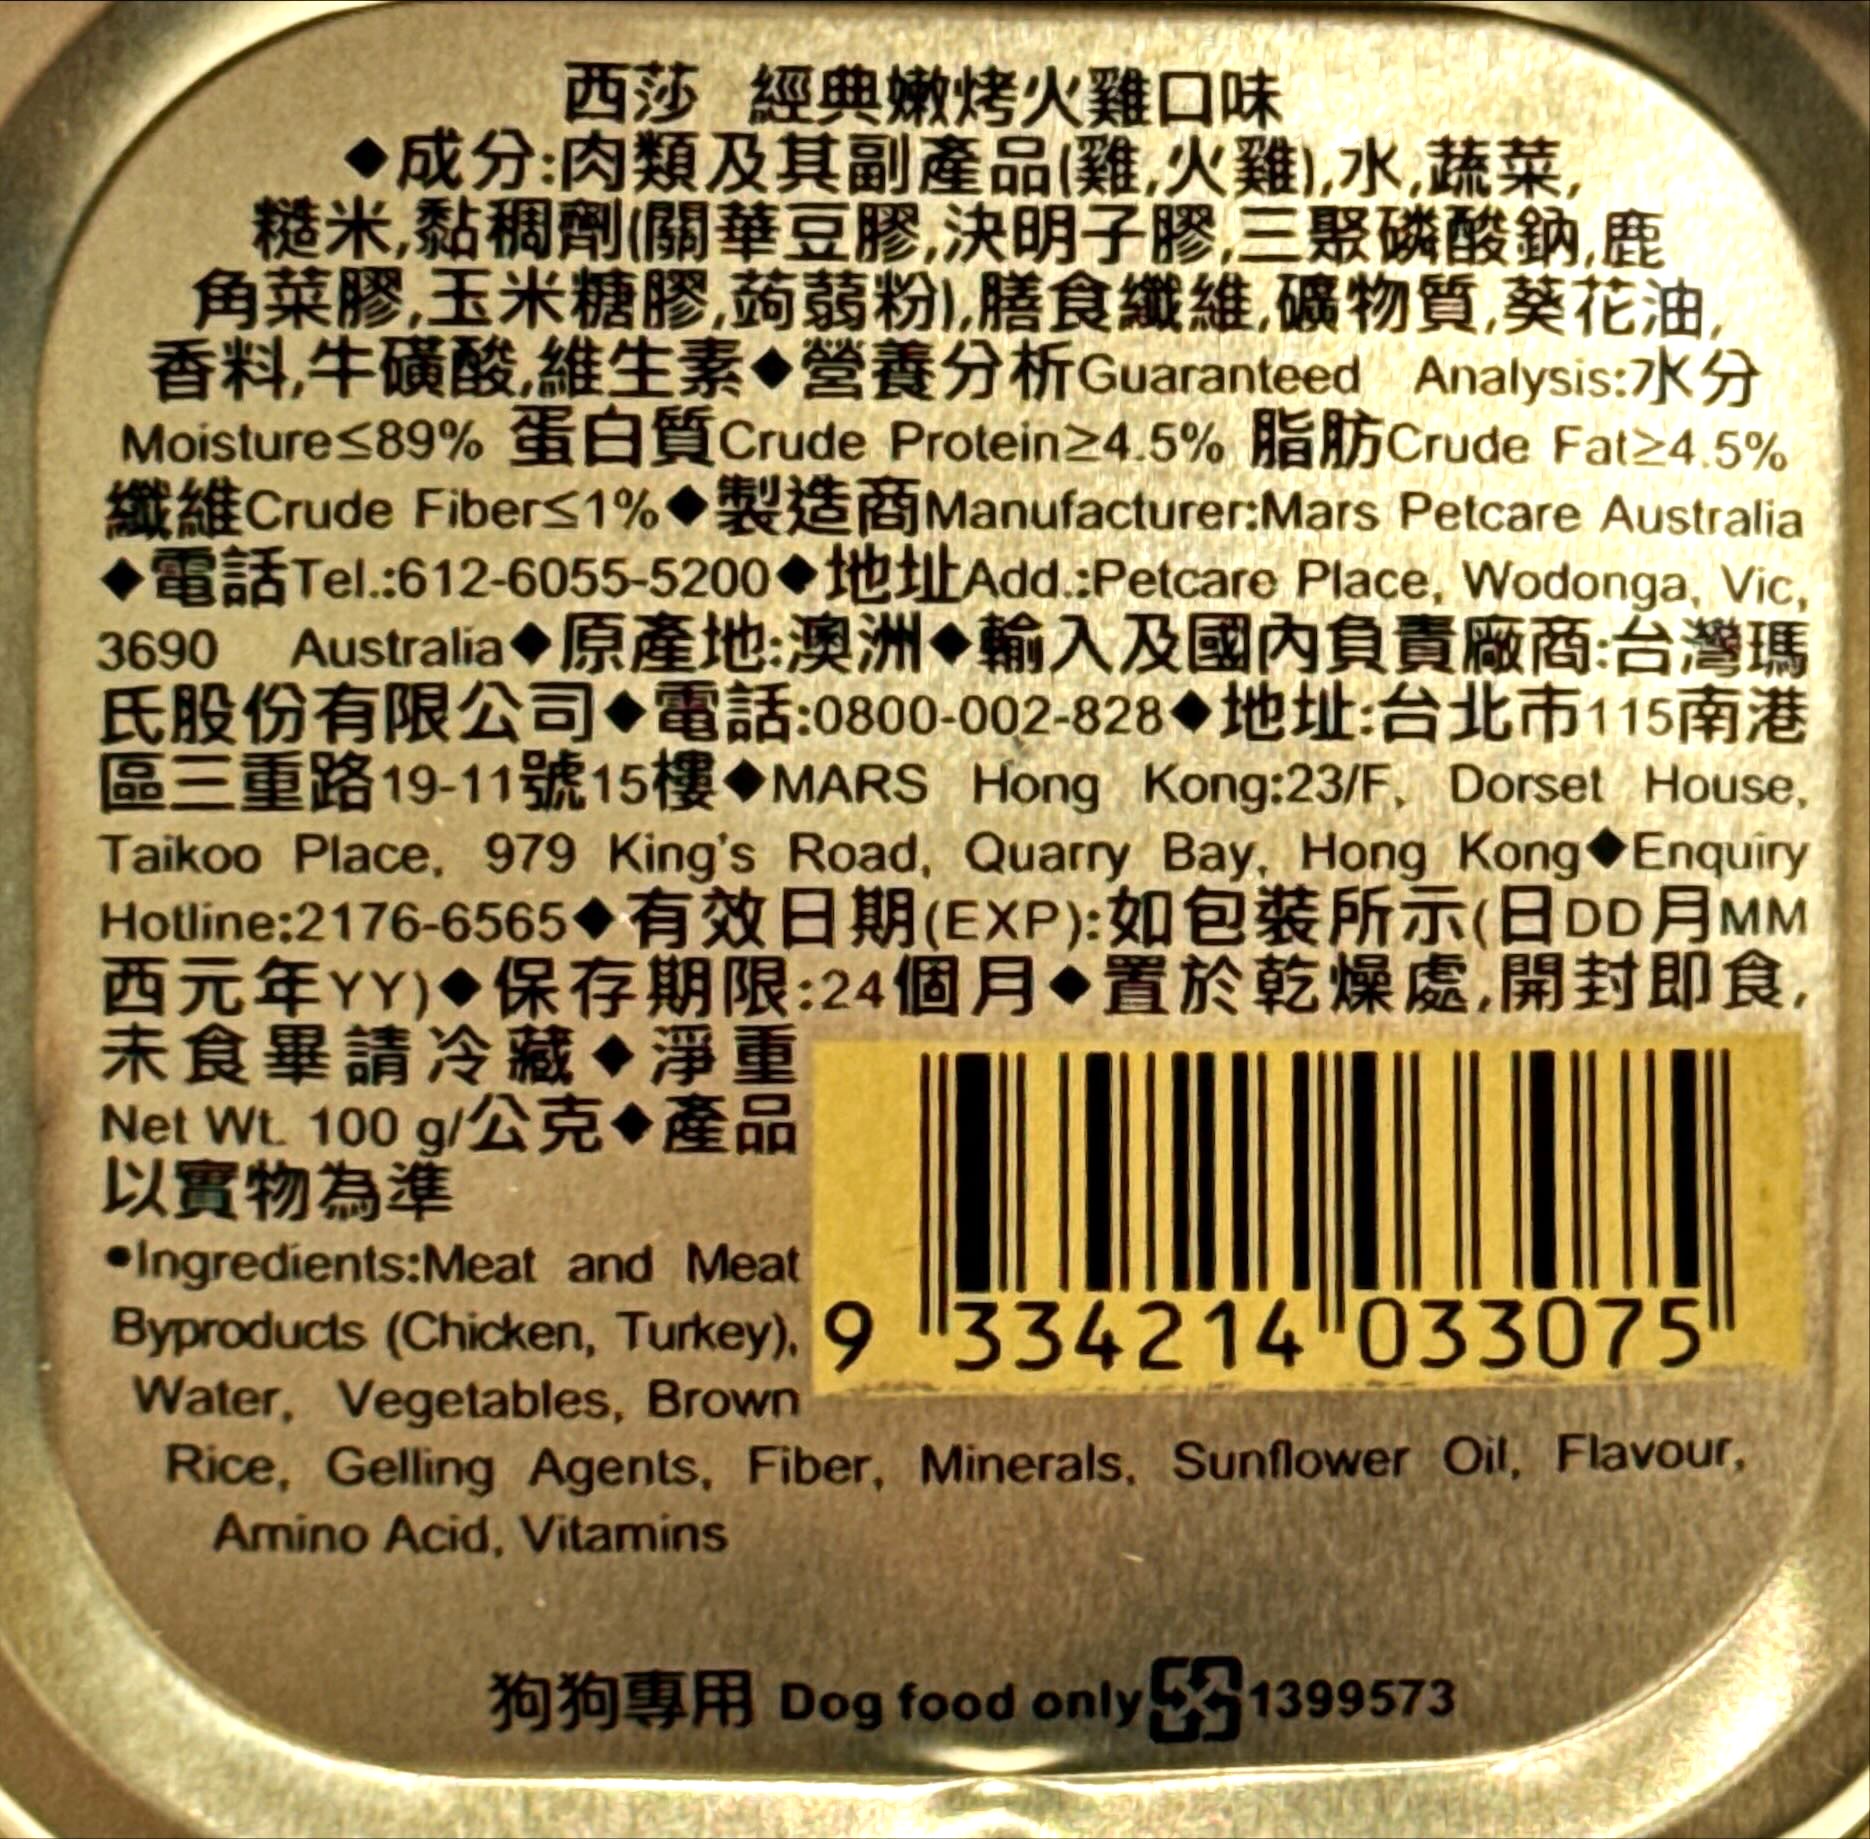 西莎 經典嫩烤火雞口味
◆成分:肉類及其副產品(雞,火雞),水,蔬菜,
糙米,黏稠劑(關華豆膠,決明子膠,三聚磷酸鈉,鹿
角菜膠,玉米糖膠,蒟蒻粉),膳食纖維,礦物質,葵花油,
香料,牛磺酸,維生素◆營養分析Guaranteed Analysis:水分
Moisture≤89% 蛋白質Crude Protein≥4.5% 脂肪Crude Fat≥4.5%
纖維Crude Fiber≤1%◆製造商Manufacturer:Mars Petcare Australia
◆電話Tel.:612-6055-5200◆地址Add.:Petcare Place, Wodonga, Vic,
3690 Australia◆原產地:澳洲◆輸入及國內負責廠商:台灣瑪
氏股份有限公司◆電話:0800-002-828◆地址:台北市115南港
區三重路19-11號15樓◆MARS Hong Kong:23/F, Dorset House,
Taikoo Place, 979 King's Road, Quarry Bay, Hong Kong◆Enquiry
Hotline:2176-6565◆有效日期(EXP):如包裝所示(日DD月MM
西元年YY)◆保存期限:24個月◆置於乾燥處,開封即食,
未食畢請冷藏◆淨重
Net Wt. 100 g/公克◆產品
以實物為準
•Ingredients:Meat and Meat
Byproducts (Chicken, Turkey),
Water, Vegetables, Brown
Rice, Gelling Agents, Fiber, Minerals, Sunflower Oil, Flavour,
Amino Acid, Vitamins
9 334214 033075
狗狗專用 Dog food only 1399573